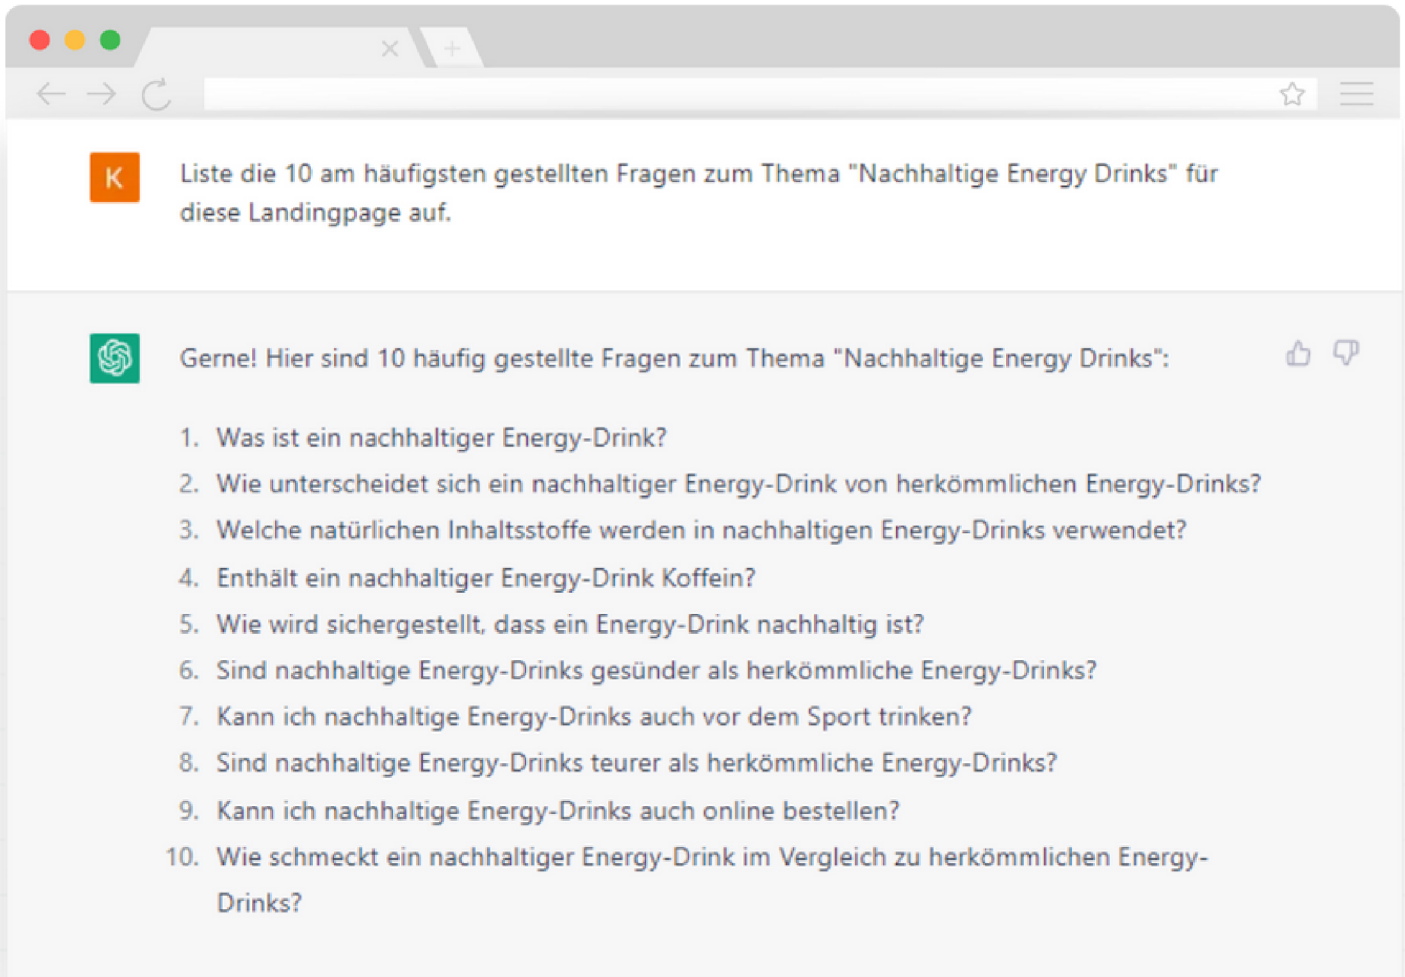 K
Liste die 10 am häufigsten gestellten Fragen zum Thema "Nachhaltige Energy Drinks" für
diese Landingpage auf.
Gerne! Hier sind 10 häufig gestellte Fragen zum Thema "Nachhaltige Energy Drinks":
1. Was ist ein nachhaltiger Energy-Drink?
2. Wie unterscheidet sich ein nachhaltiger Energy-Drink von herkömmlichen Energy-Drinks?
3. Welche natürlichen Inhaltsstoffe werden in nachhaltigen Energy-Drinks verwendet?
4. Enthält ein nachhaltiger Energy-Drink Koffein?
5. Wie wird sichergestellt, dass ein Energy-Drink nachhaltig ist?
6. Sind nachhaltige Energy-Drinks gesünder als herkömmliche Energy-Drinks?
7. Kann ich nachhaltige Energy-Drinks auch vor dem Sport trinken?
8. Sind nachhaltige Energy-Drinks teurer als herkömmliche Energy-Drinks?
9. Kann ich nachhaltige Energy-Drinks auch online bestellen?
10. Wie schmeckt ein nachhaltiger Energy-Drink im Vergleich zu herkömmlichen Energy-
Drinks?